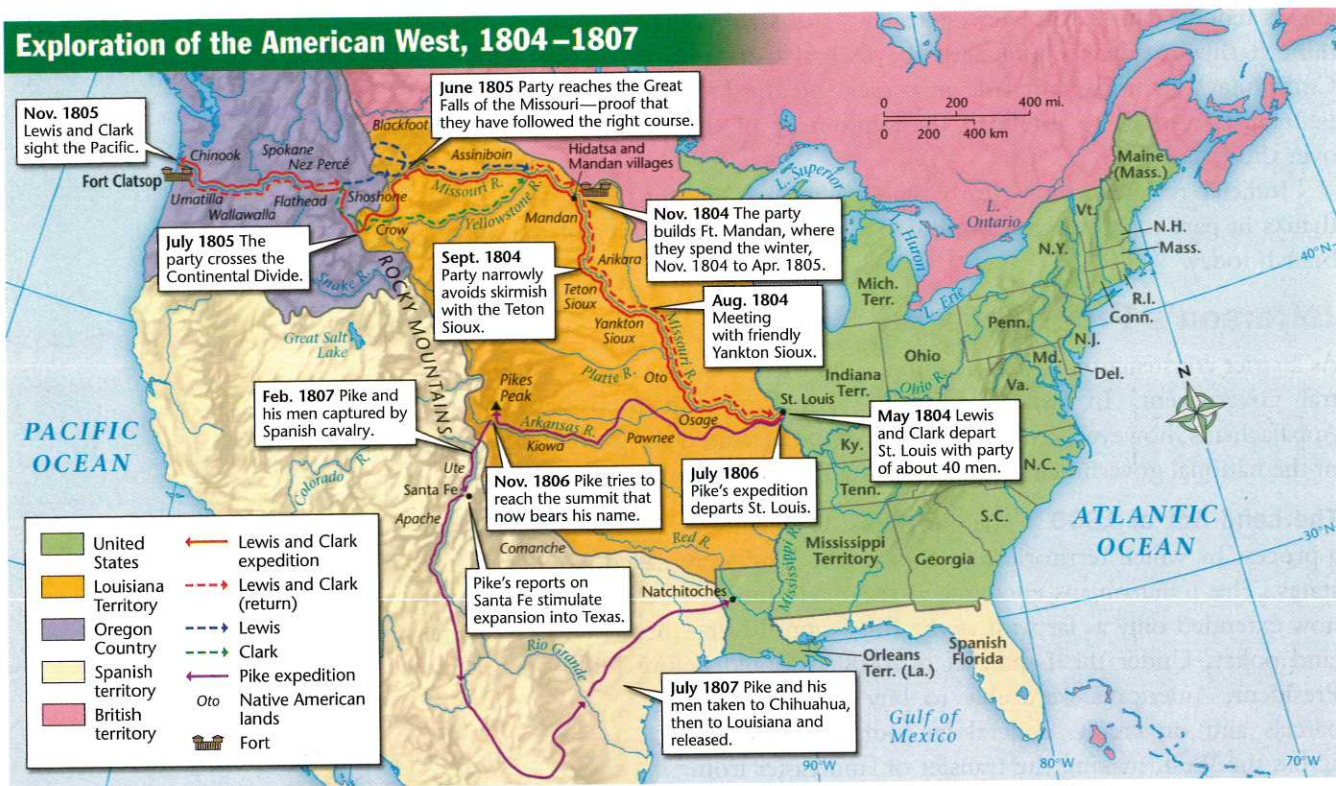 Exploration of the American West, 1804–1807
Nov. 1805
Lewis and Clark
sight the Pacific.
June 1805 Party reaches the Great
Falls of the Missouri—proof that
they have followed the right course.
0 200 400 mi.
0 200 400 km
Blackfoot
Chinook
Spokane
Nez Percé
Assiniboin
Hidatsa and
Mandan villages
Fort Clatsop
Umatilla
Wallawalla
Flathead
Shoshone
Missouri R.
Yellowstone R.
Crow
Mandan
L. Superior
L. Huron
L. Ontario
L. Erie
Maine
(Mass.)
Vt.
N.H.
Mass.
N.Y.
R.I.
Conn.
40°N
July 1805 The
party crosses the
Continental Divide.
Snake R.
ROCKY MOUNTAINS
Sept. 1804
Party narrowly
avoids skirmish
with the Teton
Sioux.
Arikara
Teton
Sioux
Yankton
Sioux
Missouri R.
Nov. 1804 The party
builds Ft. Mandan, where
they spend the winter,
Nov. 1804 to Apr. 1805.
Aug. 1804
Meeting
with friendly
Yankton Sioux.
Mich.
Terr.
Penn.
N.J.
Md.
Del.
Ohio
Indiana
Terr.
Ohio R.
Va.
Great Salt
Lake
Platte R.
Oto
St. Louis
N
Feb. 1807 Pike and
his men captured by
Spanish cavalry.
Pikes
Peak
Arkansas R.
Kiowa
Pawnee
Osage
May 1804 Lewis
and Clark depart
St. Louis with party
of about 40 men.
PACIFIC
OCEAN
Colorado R.
Ute
Santa Fe
Apache
Nov. 1806 Pike tries to
reach the summit that
now bears his name.
July 1806
Pike's expedition
departs St. Louis.
Ky.
Tenn.
N.C.
S.C.
ATLANTIC
OCEAN
30°N
Comanche
Red R.
Mississippi R.
Mississippi
Territory
Georgia
Pike's reports on
Santa Fe stimulate
expansion into Texas.
Natchitoches
Rio Grande
Orleans
Terr. (La.)
Spanish
Florida
July 1807 Pike and his
men taken to Chihuahua,
then to Louisiana and
released.
Gulf of
Mexico
90°W
80°W
70°W
United
States
Louisiana
Territory
Oregon
Country
Spanish
territory
British
territory
Lewis and Clark
expedition
Lewis and Clark
(return)
Lewis
Clark
Pike expedition
Oto Native American
lands
Fort